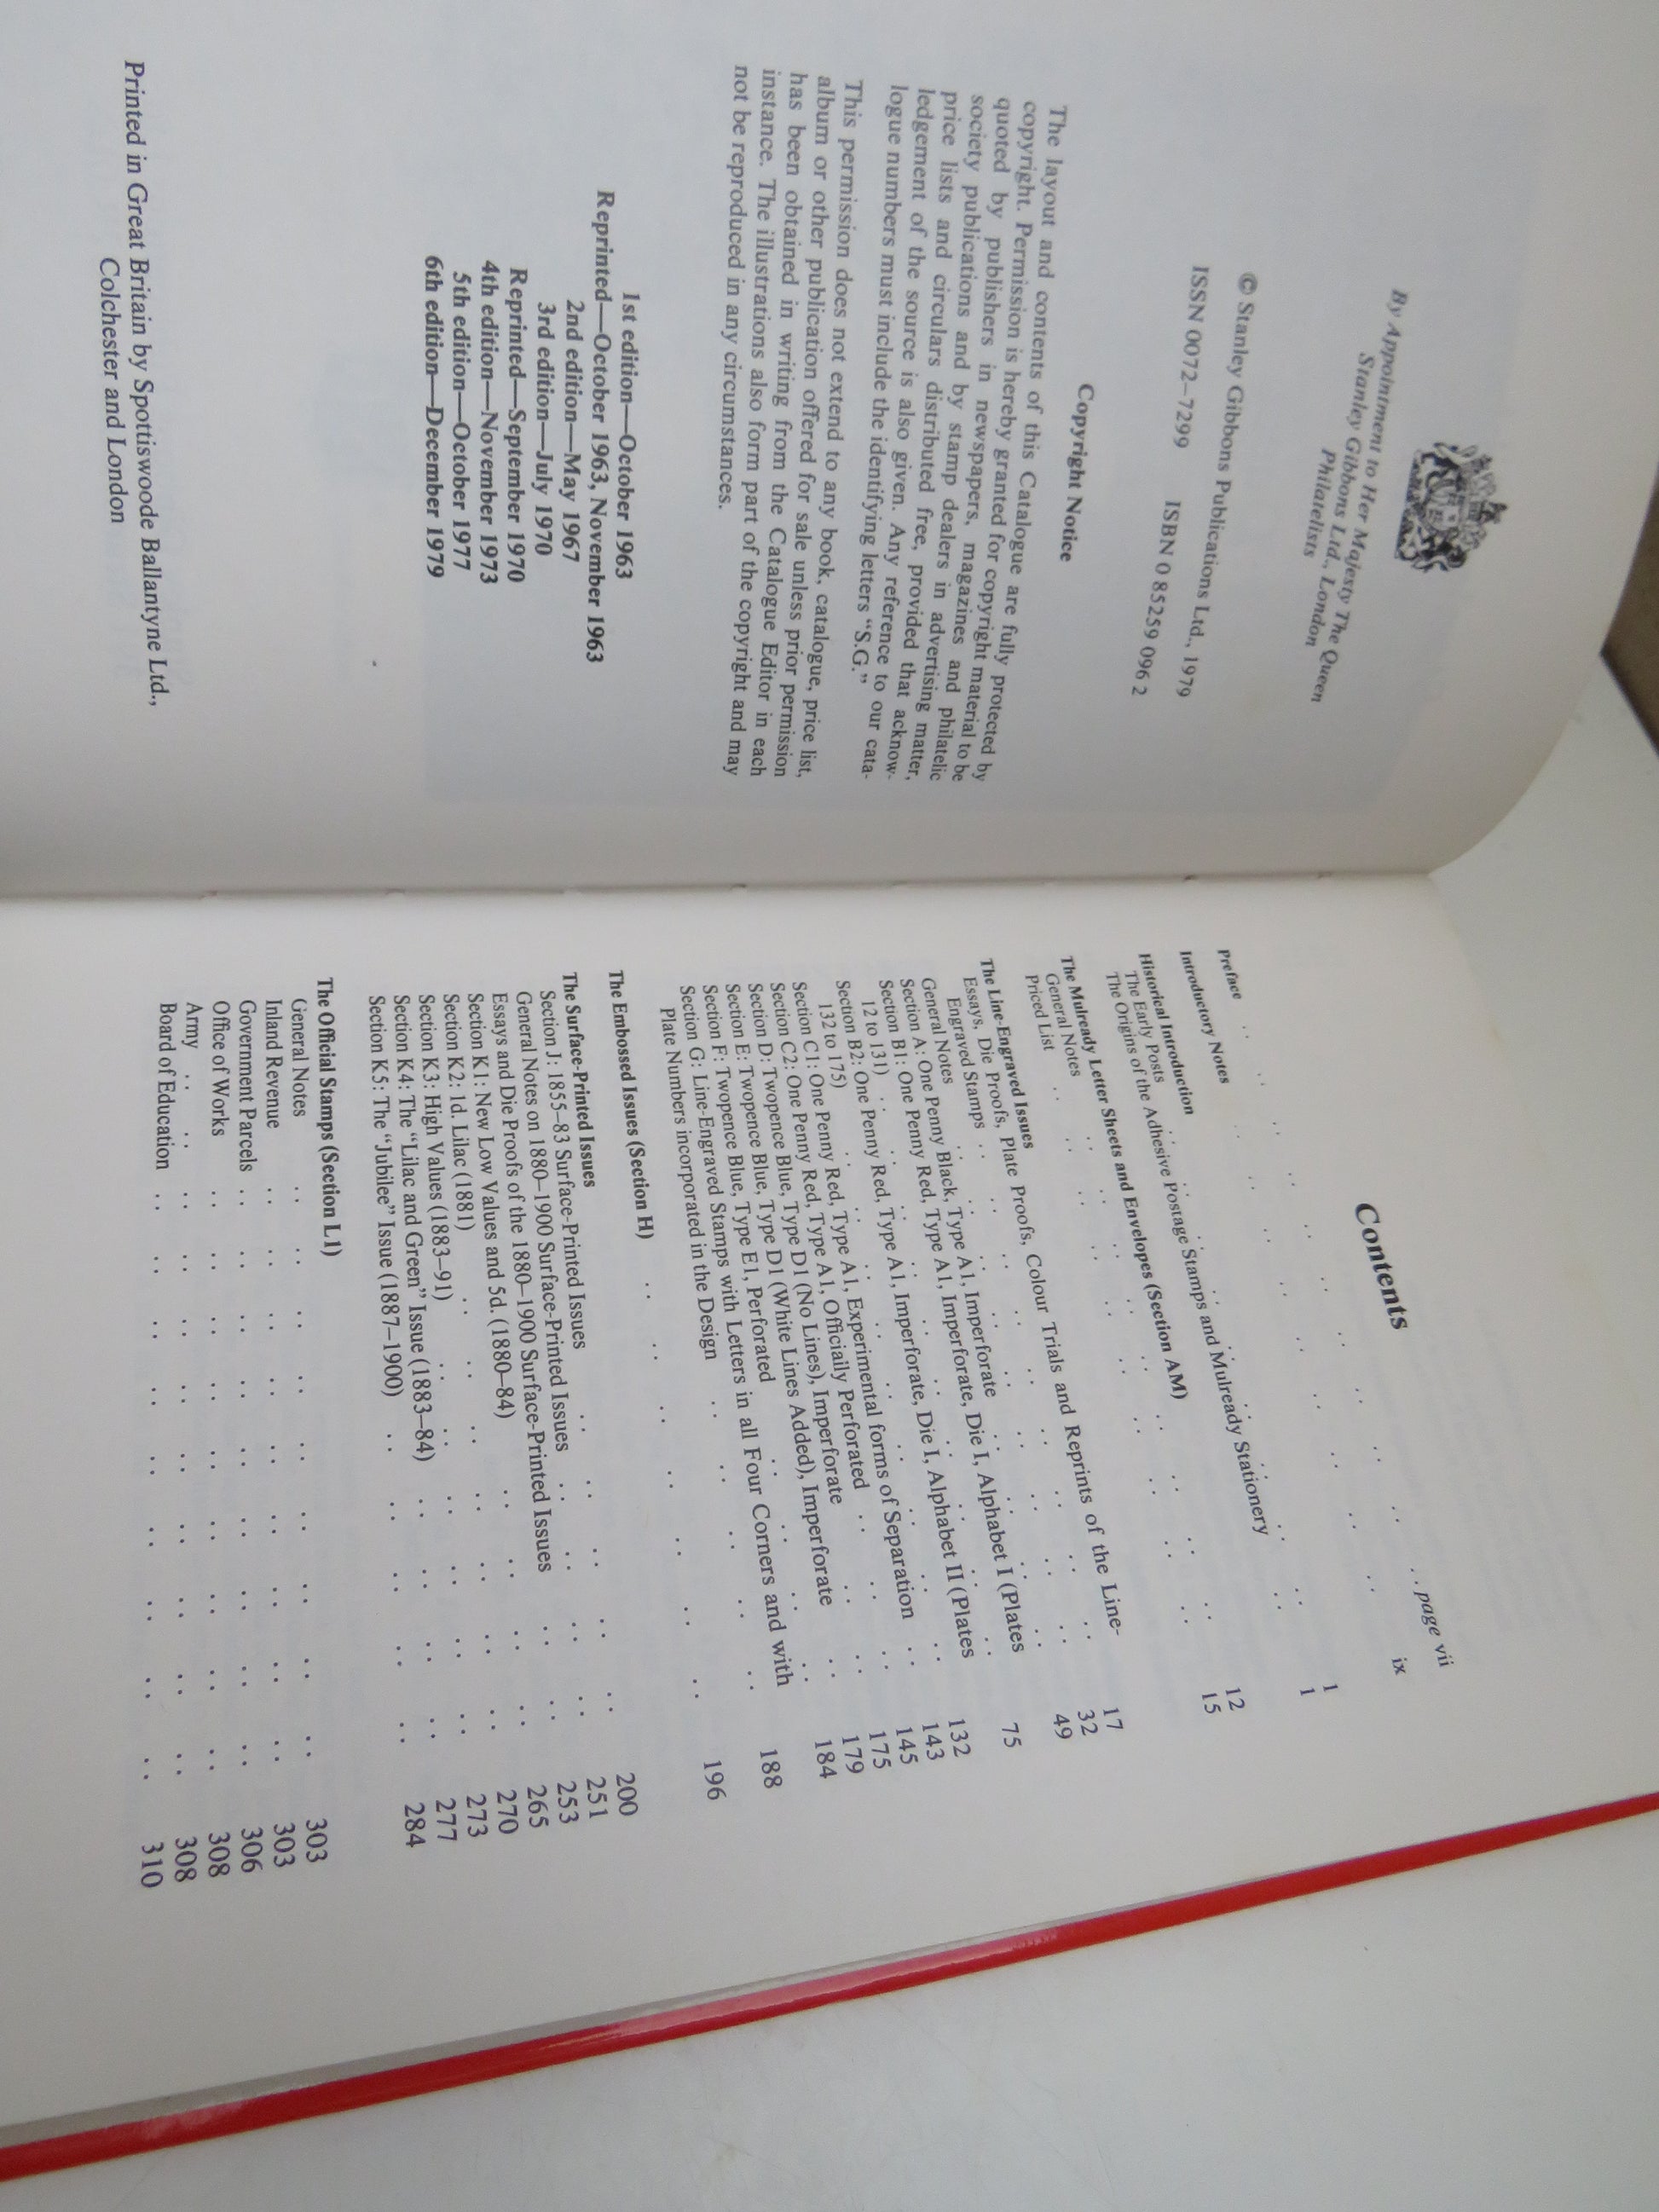 By Appointment to Her Majesty The Queen
Stanley Gibbons Ltd., London
Philatelists
© Stanley Gibbons Publications Ltd., 1979
ISSN 0072–7299 ISBN 0 85259 096 2
Copyright Notice
The layout and contents of this Catalogue are fully protected by
copyright. Permission is hereby granted for copyright material to be
quoted by publishers in newspapers, magazines and philatelic
society publications and by stamp dealers in advertising matter,
price lists and circulars distributed free, provided that acknow-
ledgement of the source is also given. Any reference to our cata-
logue numbers must include the identifying letters “S.G.”
This permission does not extend to any book, catalogue, price list,
album or other publication offered for sale unless prior permission
has been obtained in writing from the Catalogue Editor in each
instance. The illustrations also form part of the copyright and may
not be reproduced in any circumstances.
1st edition—October 1963
Reprinted—October 1963, November 1963
2nd edition—May 1967
3rd edition—July 1970
Reprinted—September 1970
4th edition—November 1973
5th edition—October 1977
6th edition—December 1979
Printed in Great Britain by Spottiswoode Ballantyne Ltd.,
Colchester and London
Contents
Preface .. .. .. .. .. .. .. .. page vii
Introductory Notes .. .. .. .. .. .. .. ix
Historical Introduction
The Early Posts .. .. .. .. .. .. .. 1
The Origins of the Adhesive Postage Stamps and Mulready Stationery .. .. 1
The Mulready Letter Sheets and Envelopes (Section AM)
General Notes .. .. .. .. .. .. .. 12
Priced List .. .. .. .. .. .. .. 15
The Line-Engraved Issues
Essays, Die Proofs, Plate Proofs, Colour Trials and Reprints of the Line-
Engraved Stamps .. .. .. .. .. .. .. 17
General Notes .. .. .. .. .. .. .. 32
Section A: One Penny Black, Type A1, Imperforate .. .. .. .. 49
Section B1: One Penny Red, Type A1, Imperforate, Die I, Alphabet I (Plates
12 to 131) .. .. .. .. .. .. .. 75
Section B2: One Penny Red, Type A1, Imperforate, Die I, Alphabet II (Plates
132 to 175) .. .. .. .. .. .. .. 132
Section C1: One Penny Red, Type A1, Experimental forms of Separation .. 143
Section C2: One Penny Red, Type A1, Officially Perforated .. .. .. 145
Section D: Twopence Blue, Type D1 (No Lines), Imperforate .. .. .. 175
Section E: Twopence Blue, Type D1 (White Lines Added), Imperforate .. 179
Section F: Twopence Blue, Type E1, Perforated .. .. .. .. 184
Section G: Line-Engraved Stamps with Letters in all Four Corners and with
Plate Numbers incorporated in the Design .. .. .. .. .. 188
The Embossed Issues (Section H) .. .. .. .. .. .. .. 196
The Surface-Printed Issues
Section J: 1855–83 Surface-Printed Issues .. .. .. .. .. 200
General Notes on 1880–1900 Surface-Printed Issues .. .. .. .. 251
Essays and Die Proofs of the 1880–1900 Surface-Printed Issues .. .. .. 253
Section K1: New Low Values and 5d. (1880–84) .. .. .. .. 265
Section K2: 1d. Lilac (1881) .. .. .. .. .. .. 270
Section K3: High Values (1883–91) .. .. .. .. .. .. 273
Section K4: The “Lilac and Green” Issue (1883–84) .. .. .. .. 277
Section K5: The “Jubilee” Issue (1887–1900) .. .. .. .. .. 284
The Official Stamps (Section L1)
General Notes .. .. .. .. .. .. .. .. 303
Inland Revenue .. .. .. .. .. .. .. .. 303
Government Parcels .. .. .. .. .. .. .. .. 306
Office of Works .. .. .. .. .. .. .. .. 308
Army .. .. .. .. .. .. .. .. .. 308
Board of Education .. .. .. .. .. .. .. .. 310